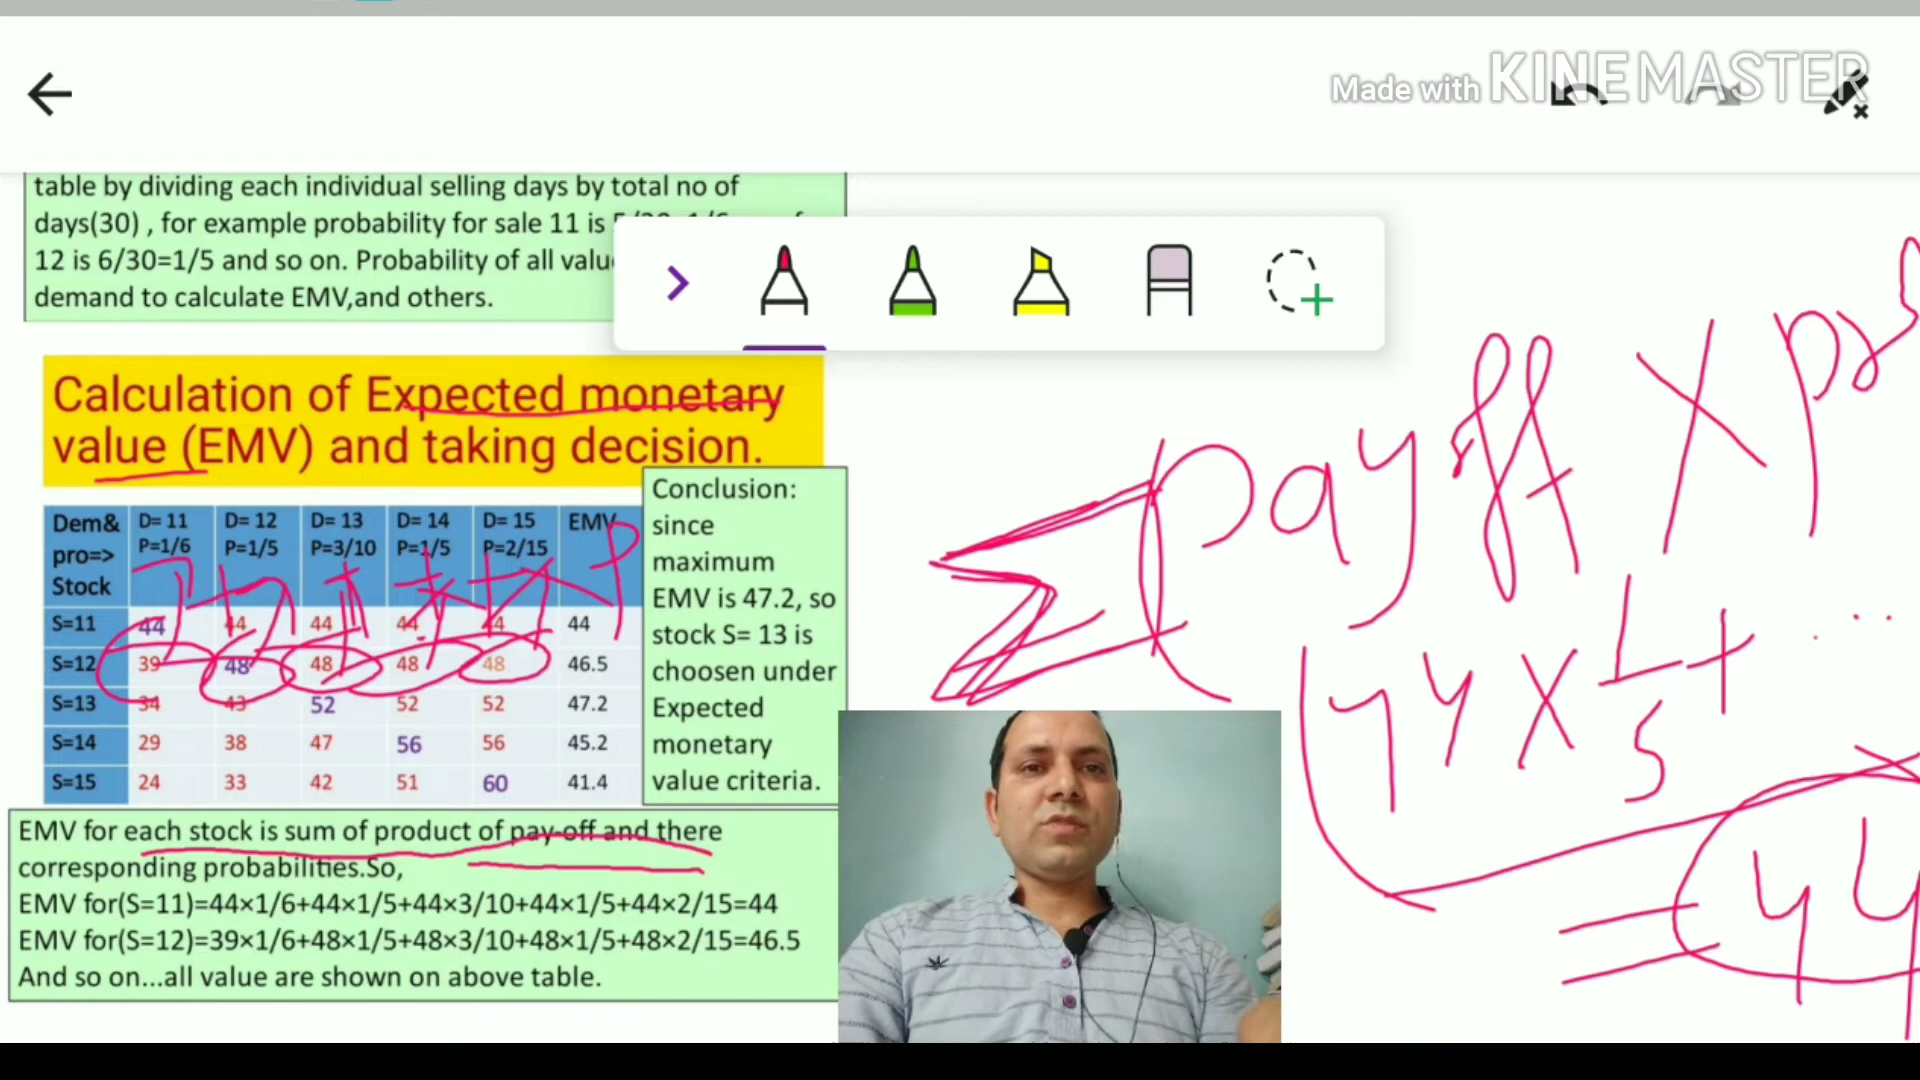 Made with KINEMASTER
table by dividing each individual selling days by total no of
days(30) , for example probability for sale 11 is
12 is 6/30=1/5 and so on. Probability of all
demand to calculate EMV,and others.
Calculation of Expected monetary
value (EMV) and taking decision.
Dem& pro=> Stock D= 11 P=1/6 D= 12 P=1/5 D= 13 P=3/10 D= 14 P=1/5 D= 15 P=2/15 EMV
S=11 44 44 44 44 44 44
S=12 39 48 48 48 48 46.5
S=13 34 43 52 52 52 47.2
S=14 29 38 47 56 56 45.2
S=15 24 33 42 51 60 41.4
Conclusion:
since
maximum
EMV is 47.2, so
stock S= 13 is
choosen under
Expected
monetary
value criteria.
EMV for each stock is sum of product of pay-off and there
corresponding probabilities.So,
EMV for(S=11)=44×1/6+44×1/5+44×3/10+44×1/5+44×2/15=44
EMV for(S=12)=39×1/6+48×1/5+48×3/10+48×1/5+48×2/15=46.5
And so on...all value are shown on above table.
Σ payff X
44 X 1/5 + ...
= 44